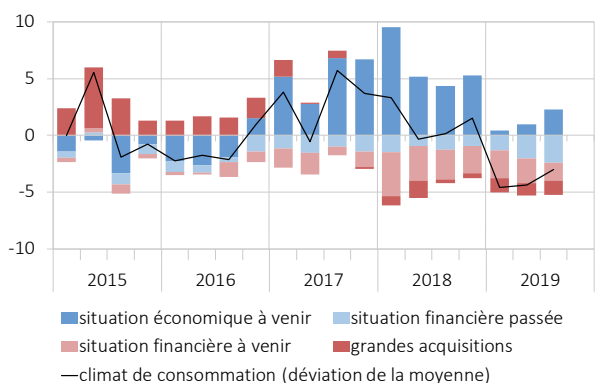 10
5
0
-5
-10
2015 2016 2017 2018 2019
situation économique à venir situation financière passée
situation financière à venir grandes acquisitions
climat de consommation (déviation de la moyenne)